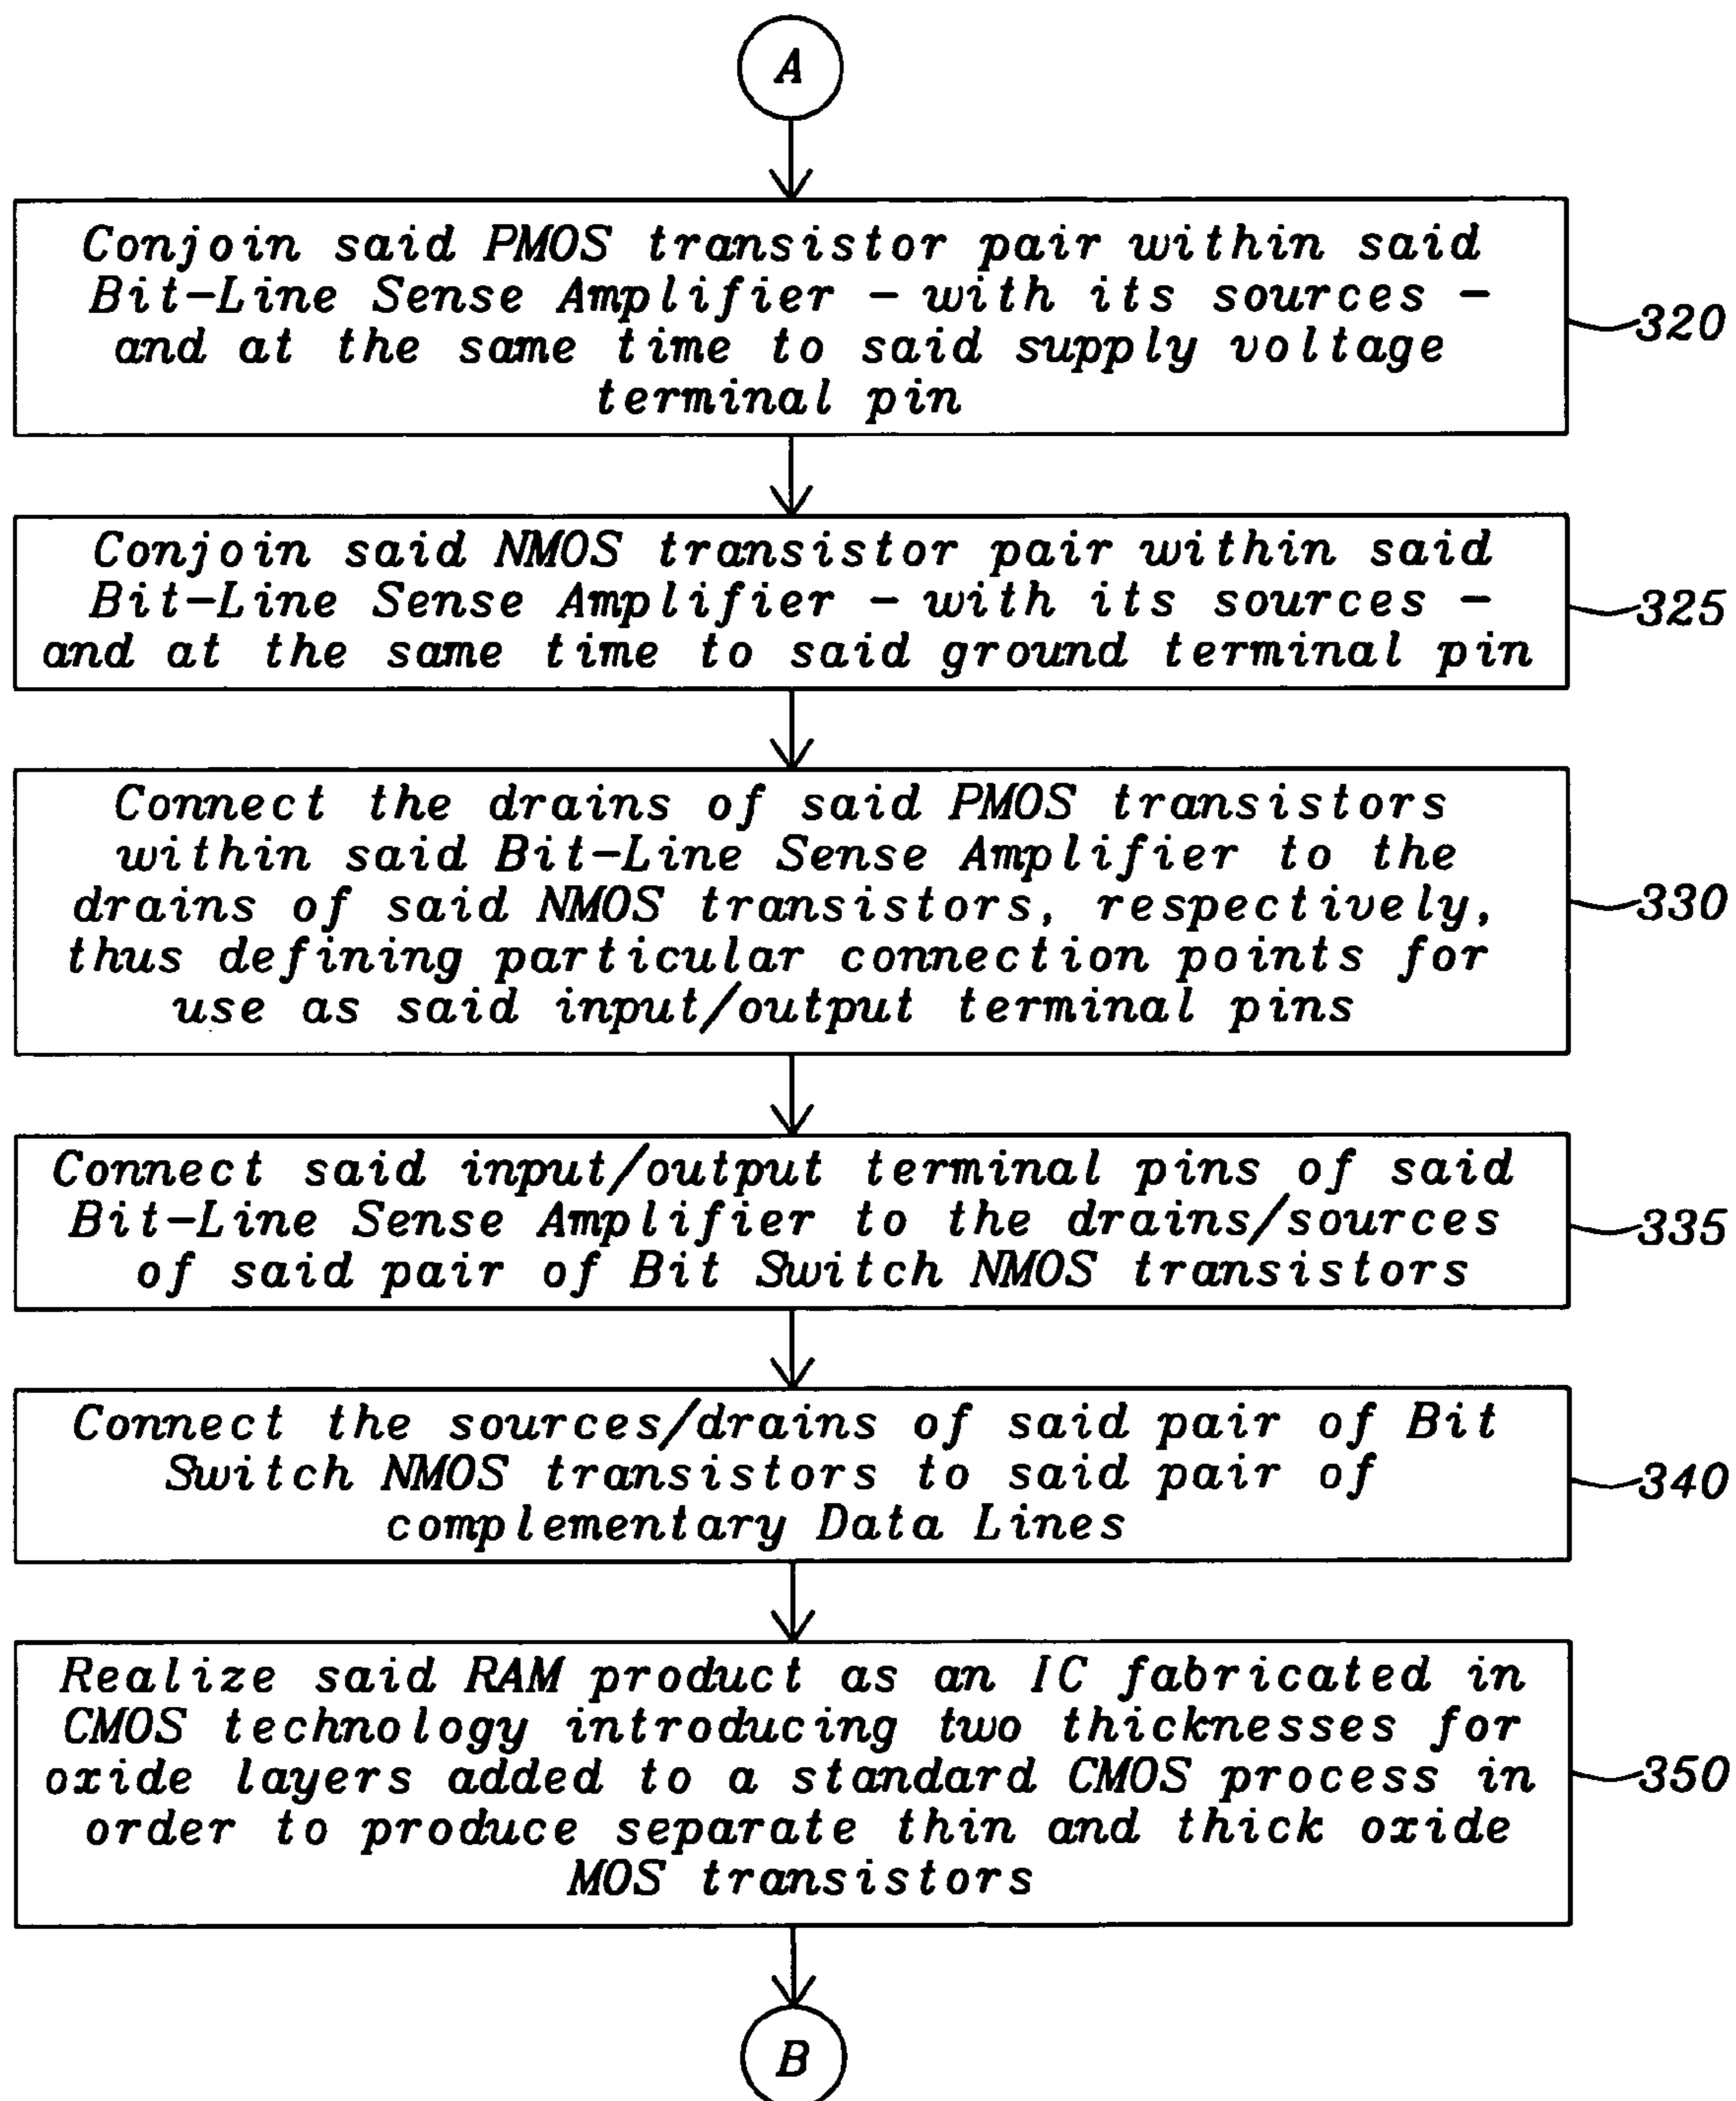 A
Conjoin said PMOS transistor pair within said
Bit-Line Sense Amplifier - with its sources -
and at the same time to said supply voltage
terminal pin
320
Conjoin said NMOS transistor pair within said
Bit-Line Sense Amplifier - with its sources -
and at the same time to said ground terminal pin
325
Connect the drains of said PMOS transistors
within said Bit-Line Sense Amplifier to the
drains of said NMOS transistors, respectively,
thus defining particular connection points for
use as said input/output terminal pins
330
Connect said input/output terminal pins of said
Bit-Line Sense Amplifier to the drains/sources
of said pair of Bit Switch NMOS transistors
335
Connect the sources/drains of said pair of Bit
Switch NMOS transistors to said pair of
complementary Data Lines
340
Realize said RAM product as an IC fabricated in
CMOS technology introducing two thicknesses for
oxide layers added to a standard CMOS process in
order to produce separate thin and thick oxide
MOS transistors
350
B